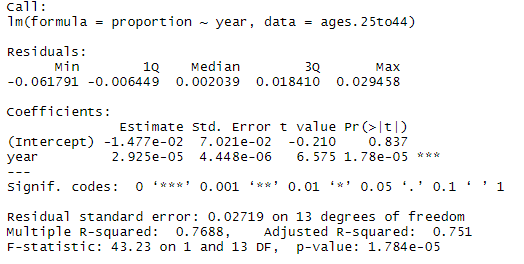 Call:
lm(formula = proportion ~ year, data = ages.25to44)
Residuals:
Min 1Q Median 3Q Max
-0.061791 -0.006449 0.002039 0.018410 0.029458
Coefficients:
Estimate Std. Error t value Pr(>|t|)
(Intercept) -1.477e-02 7.021e-02 -0.210 0.837
year 2.925e-05 4.448e-06 6.575 1.78e-05 ***
---
Signif. codes: 0 ‘***’ 0.001 ‘**’ 0.01 ‘*’ 0.05 ‘.’ 0.1 ‘ ’ 1
Residual standard error: 0.02719 on 13 degrees of freedom
Multiple R-squared: 0.7688, Adjusted R-squared: 0.751
F-statistic: 43.23 on 1 and 13 DF, p-value: 1.784e-05